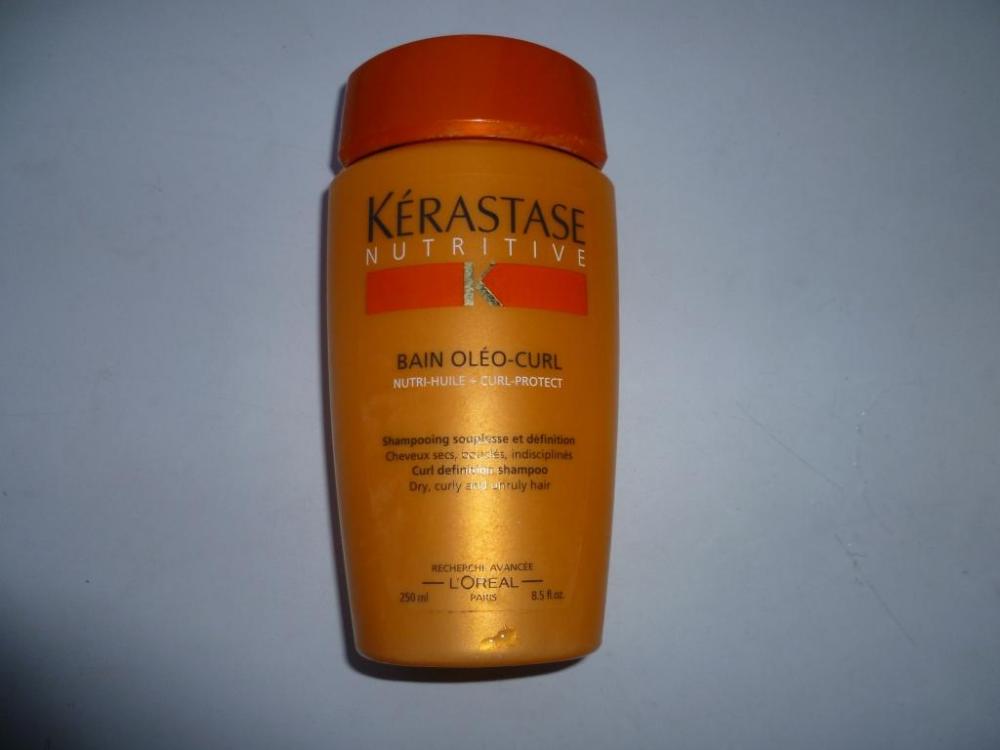 KÉRASTASE
NUTRITIVE
K
BAIN OLÉO-CURL
NUTRI-HUILE + CURL-PROTECT
Shampooing souplesse et définition
Cheveux secs, bouclés, indisciplinés
Curl definition shampoo
Dry, curly and unruly hair
RECHERCHE AVANCÉE
L'ORÉAL
250 ml PARIS 8.5 fl.oz.